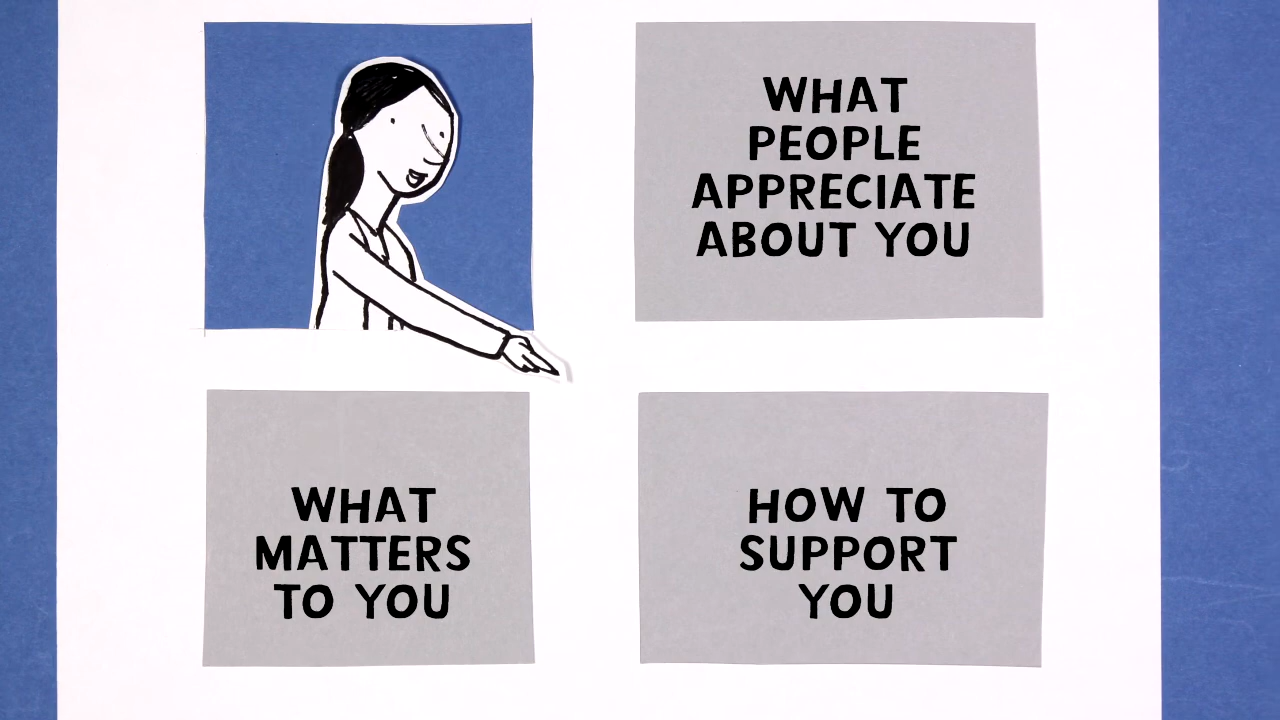 WHAT
PEOPLE
APPRECIATE
ABOUT YOU
WHAT
MATTERS
TO YOU
HOW TO
SUPPORT
YOU